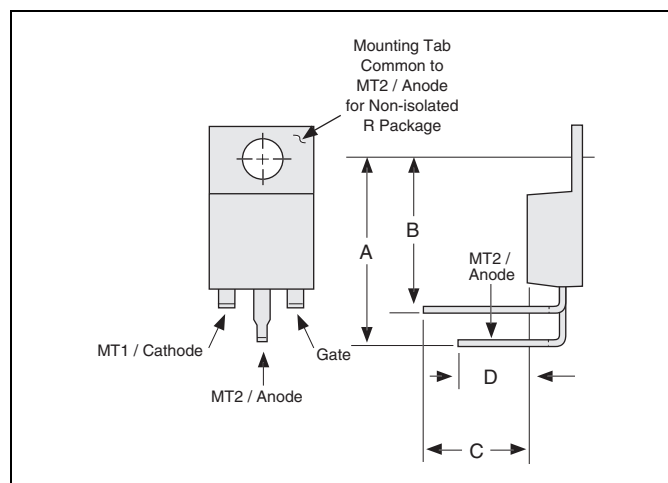 Mounting Tab
Common to
MT2 / Anode
for Non-isolated
R Package
A
B
MT2 /
Anode
MT1 / Cathode
Gate
MT2 / Anode
D
C